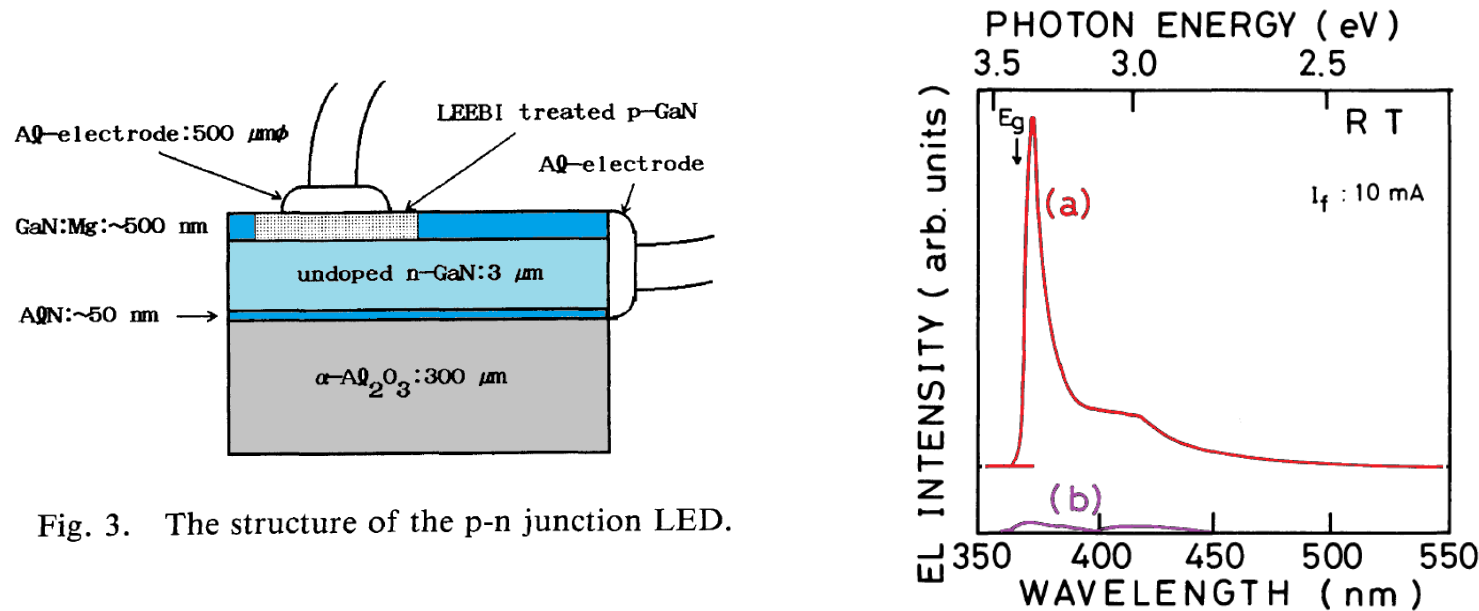 LEEBI treated p-GaN
Aℓ-electrode:500 μmφ
Aℓ-electrode
GaN:Mg:~500 nm
undoped n-GaN:3 μm
AℓN:~50 nm
α-Aℓ2O3:300 μm
Fig. 3. The structure of the p-n junction LED.
PHOTON ENERGY (eV)
3.5 3.0 2.5
Eg
RT
(a)
If : 10 mA
(b)
EL INTENSITY (arb. units)
350 400 450 500 550
WAVELENGTH (nm)